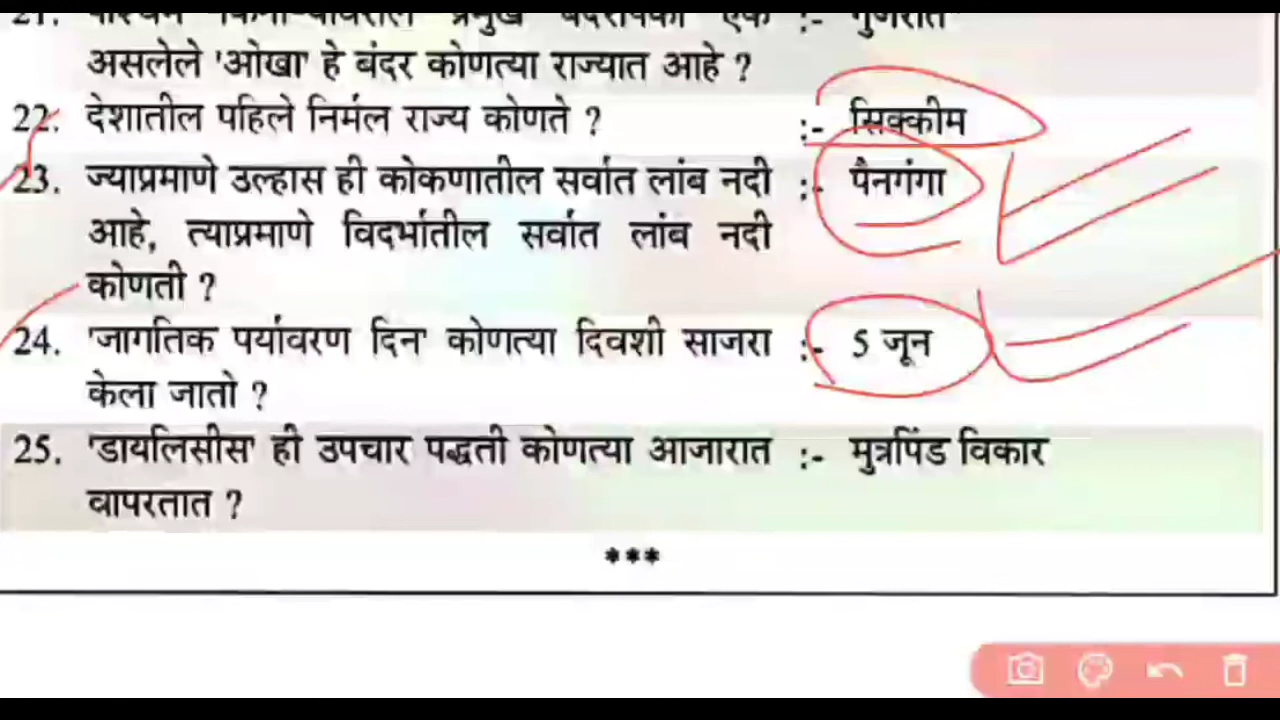 असलेले 'ओखा' हे बंदर कोणत्या राज्यात आहे ?
22. देशातील पहिले निर्मल राज्य कोणते ? :- सिक्कीम
23. ज्याप्रमाणे उल्हास ही कोकणातील सर्वात लांब नदी :- पैनगंगा
आहे, त्याप्रमाणे विदर्भातील सर्वात लांब नदी
कोणती ?
24. 'जागतिक पर्यावरण दिन' कोणत्या दिवशी साजरा :- 5 जून
केला जातो ?
25. 'डायलिसीस' ही उपचार पद्धती कोणत्या आजारात :- मुत्रपिंड विकार
वापरतात ?
***